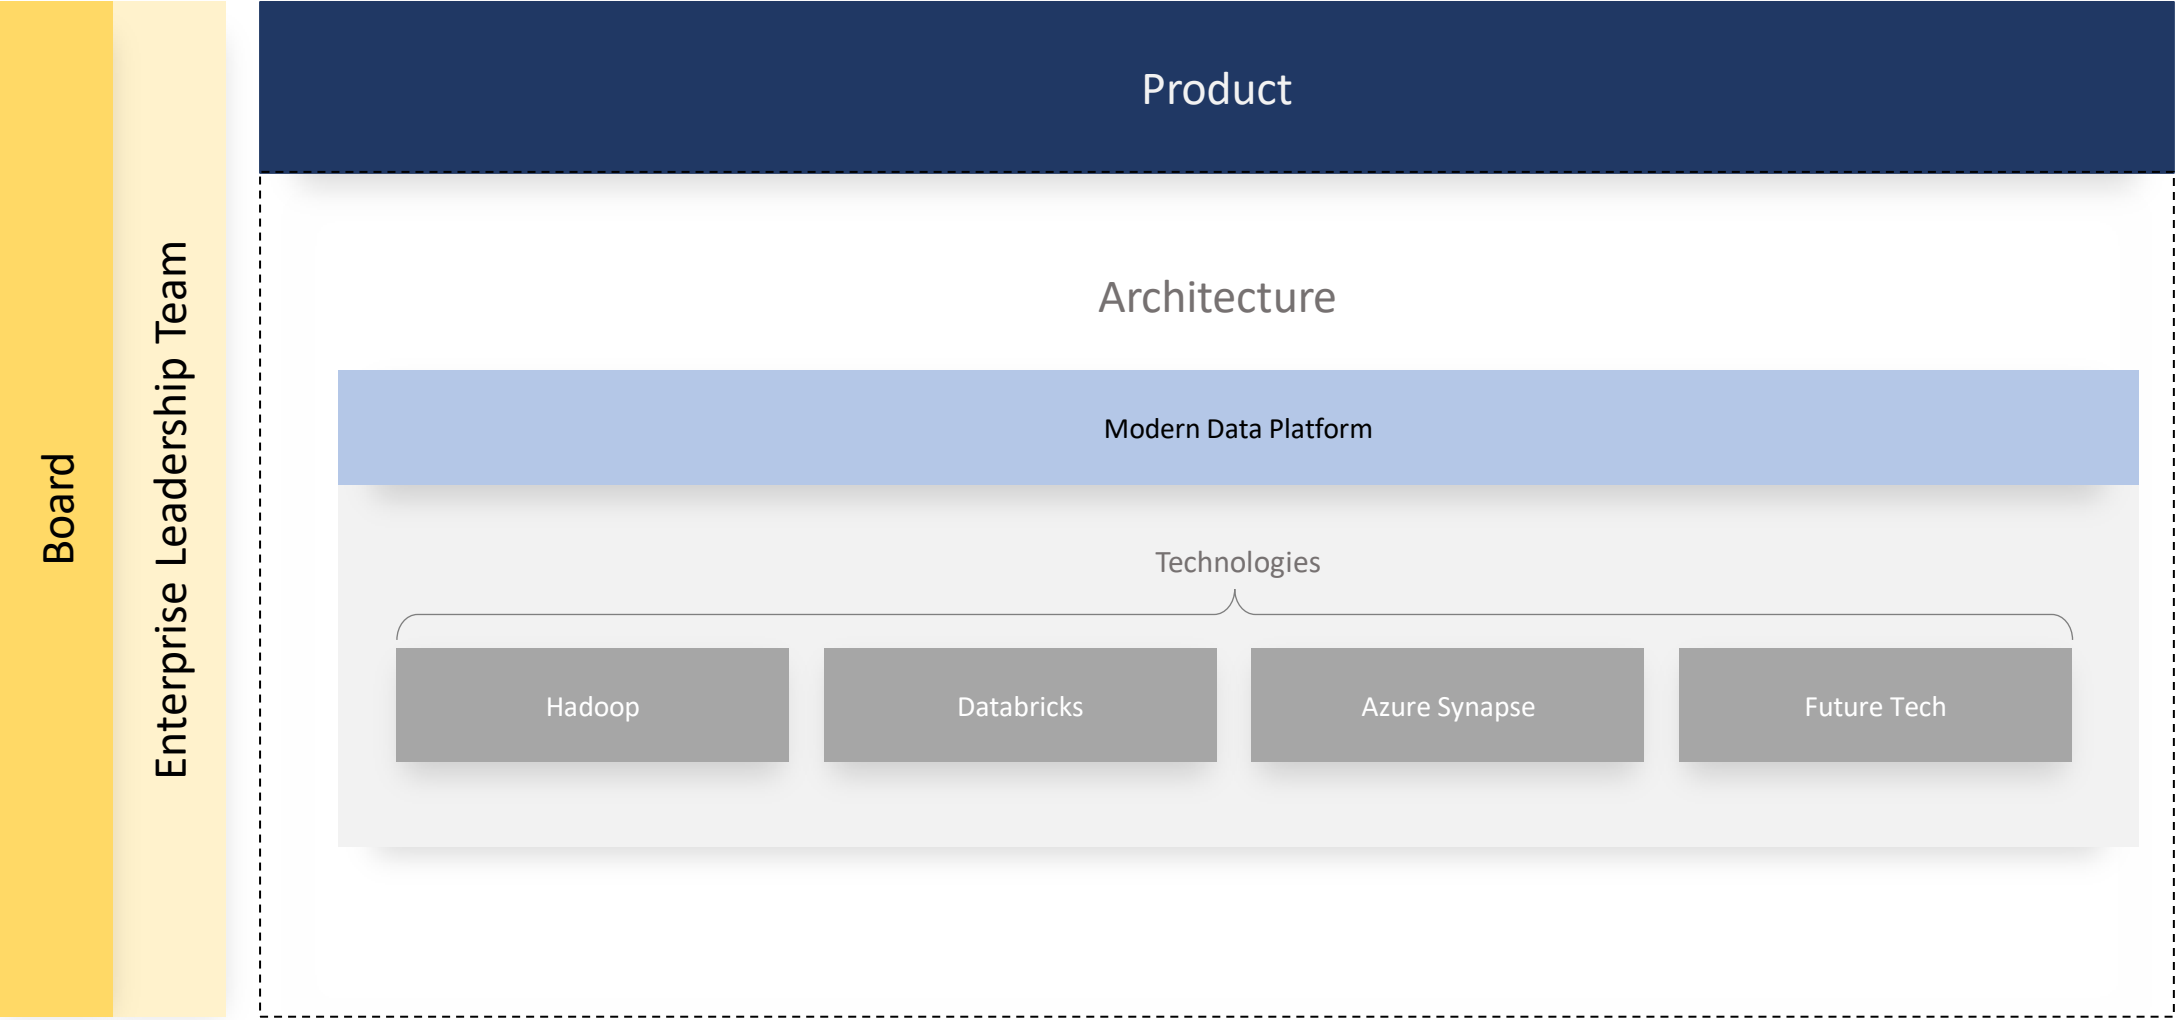 Board
Enterprise Leadership Team
Product
Architecture
Modern Data Platform
Technologies
Hadoop
Databricks
Azure Synapse
Future Tech